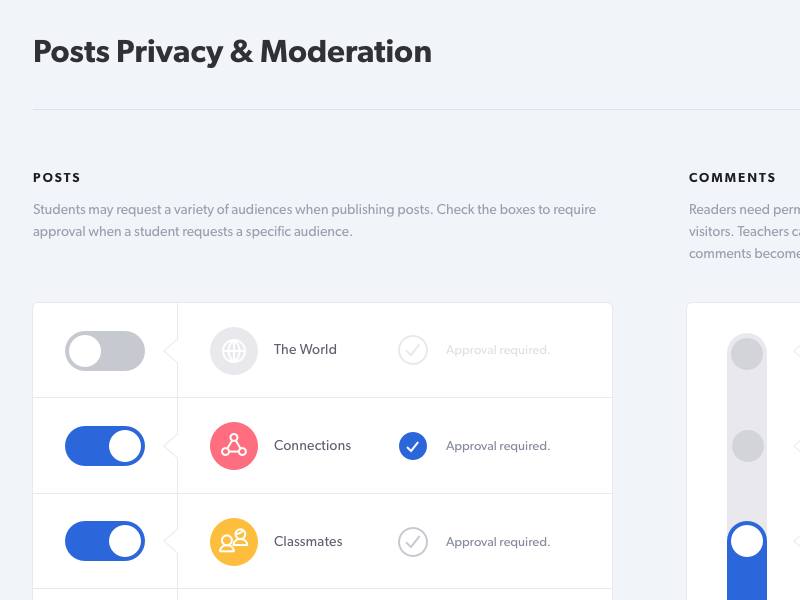 Posts Privacy & Moderation
POSTS
Students may request a variety of audiences when publishing posts. Check the boxes to require
approval when a student requests a specific audience.
COMMENTS
Readers need
visitors. Teachers
comments become
The World
Approval required.
Connections
Approval required.
Classmates
Approval required.